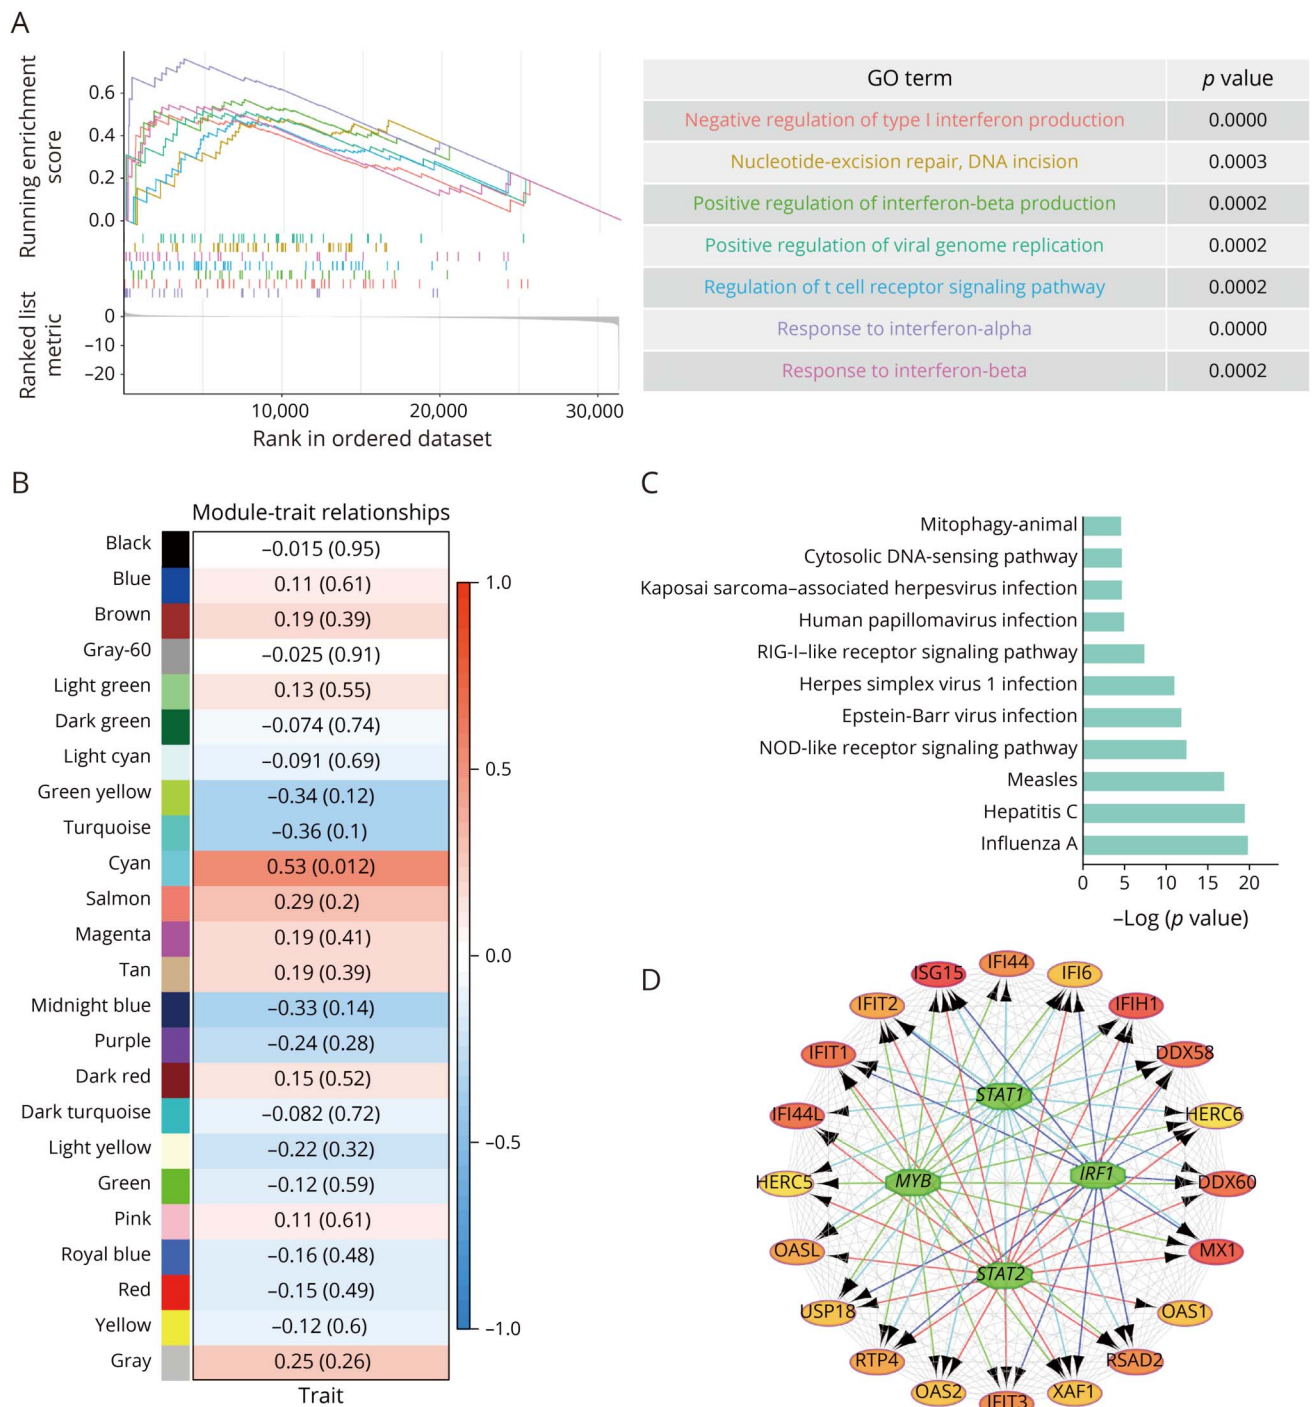 A
Running enrichment
score
0.6
0.4
0.2
0.0
Ranked list
metric
0
−10
−20
10,000
20,000
30,000
Rank in ordered dataset
GO term
p value
Negative regulation of type I interferon production
0.0000
Nucleotide-excision repair, DNA incision
0.0003
Positive regulation of interferon-beta production
0.0002
Positive regulation of viral genome replication
0.0002
Regulation of t cell receptor signaling pathway
0.0002
Response to interferon-alpha
0.0000
Response to interferon-beta
0.0002
B
Module-trait relationships
Black
–0.015 (0.95)
Blue
0.11 (0.61)
Brown
0.19 (0.39)
Gray-60
–0.025 (0.91)
Light green
0.13 (0.55)
Dark green
–0.074 (0.74)
Light cyan
–0.091 (0.69)
Green yellow
–0.34 (0.12)
Turquoise
–0.36 (0.1)
Cyan
0.53 (0.012)
Salmon
0.29 (0.2)
Magenta
0.19 (0.41)
Tan
0.19 (0.39)
Midnight blue
–0.33 (0.14)
Purple
–0.24 (0.28)
Dark red
0.15 (0.52)
Dark turquoise
–0.082 (0.72)
Light yellow
–0.22 (0.32)
Green
–0.12 (0.59)
Pink
0.11 (0.61)
Royal blue
–0.16 (0.48)
Red
–0.15 (0.49)
Yellow
–0.12 (0.6)
Gray
0.25 (0.26)
Trait
1.0
0.5
0.0
–0.5
–1.0
C
Mitophagy-animal
Cytosolic DNA-sensing pathway
Kaposai sarcoma–associated herpesvirus infection
Human papillomavirus infection
RIG-I–like receptor signaling pathway
Herpes simplex virus 1 infection
Epstein-Barr virus infection
NOD-like receptor signaling pathway
Measles
Hepatitis C
Influenza A
0
5
10
15
20
–Log (p value)
D
ISG15
IFI44
IFI6
IFIT2
IFIH1
IFIT1
DDX58
STAT1
IFI44L
HERC6
HERC5
MYB
IRF1
DDX60
OASL
MX1
STAT2
USP18
OAS1
RTP4
RSAD2
OAS2
IFIT3
XAF1